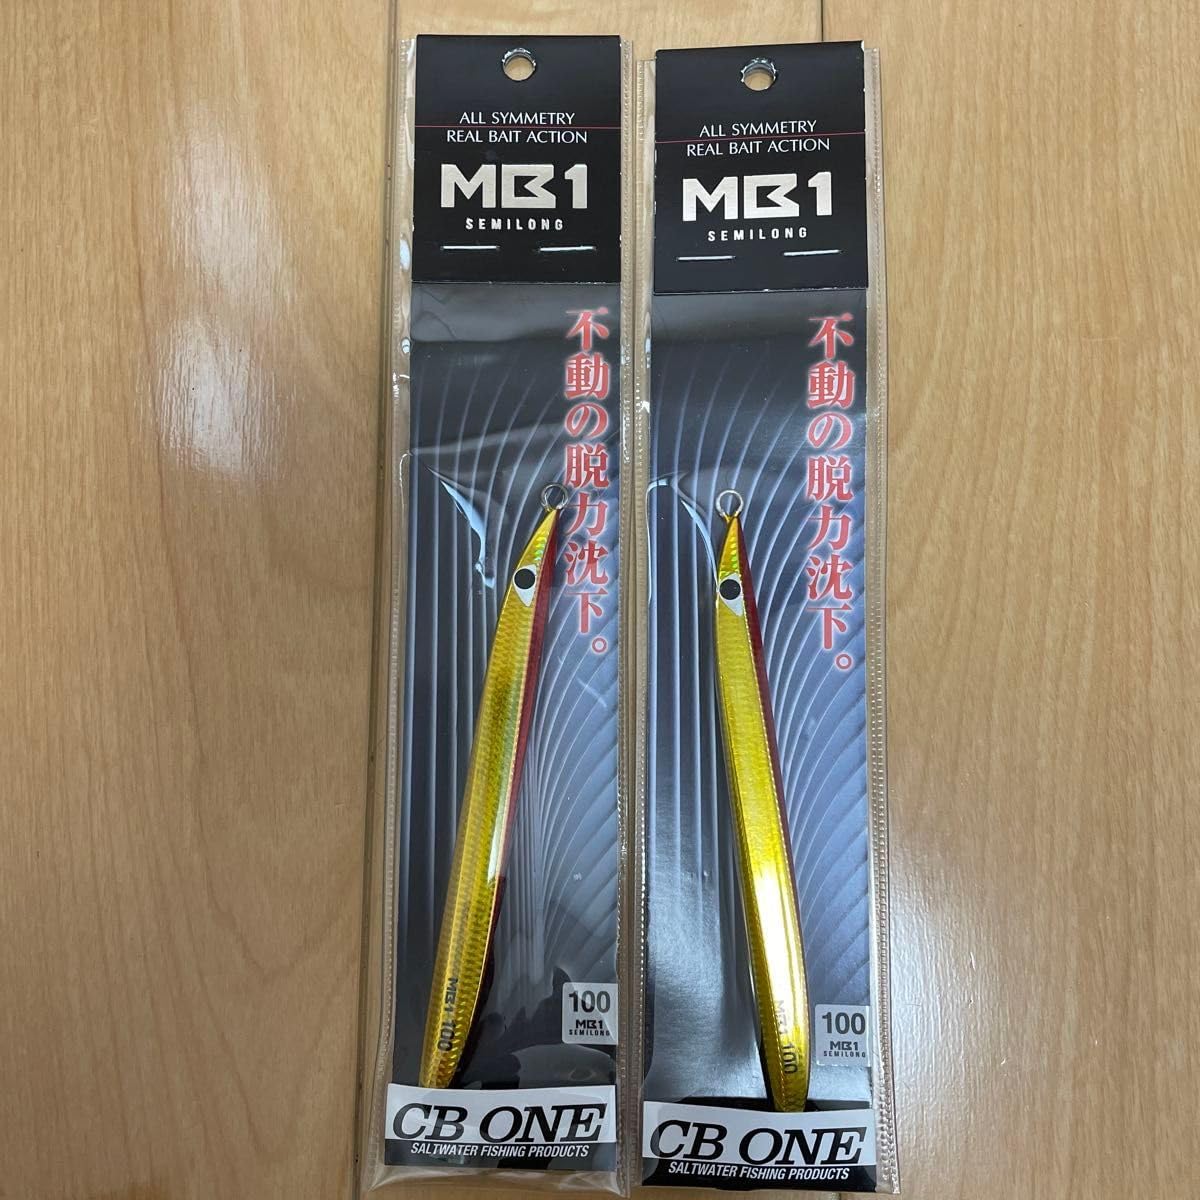 ALL SYMMETRY
REAL BAIT ACTION
MB1
SEMILONG
不動の脱力沈下。
MB1 100
100
MB1
SEMILONG
CB ONE
SALTWATER FISHING PRODUCTS
ALL SYMMETRY
REAL BAIT ACTION
MB1
SEMILONG
不動の脱力沈下。
MB1 100
100
MB1
SEMILONG
CB ONE
SALTWATER FISHING PRODUCTS